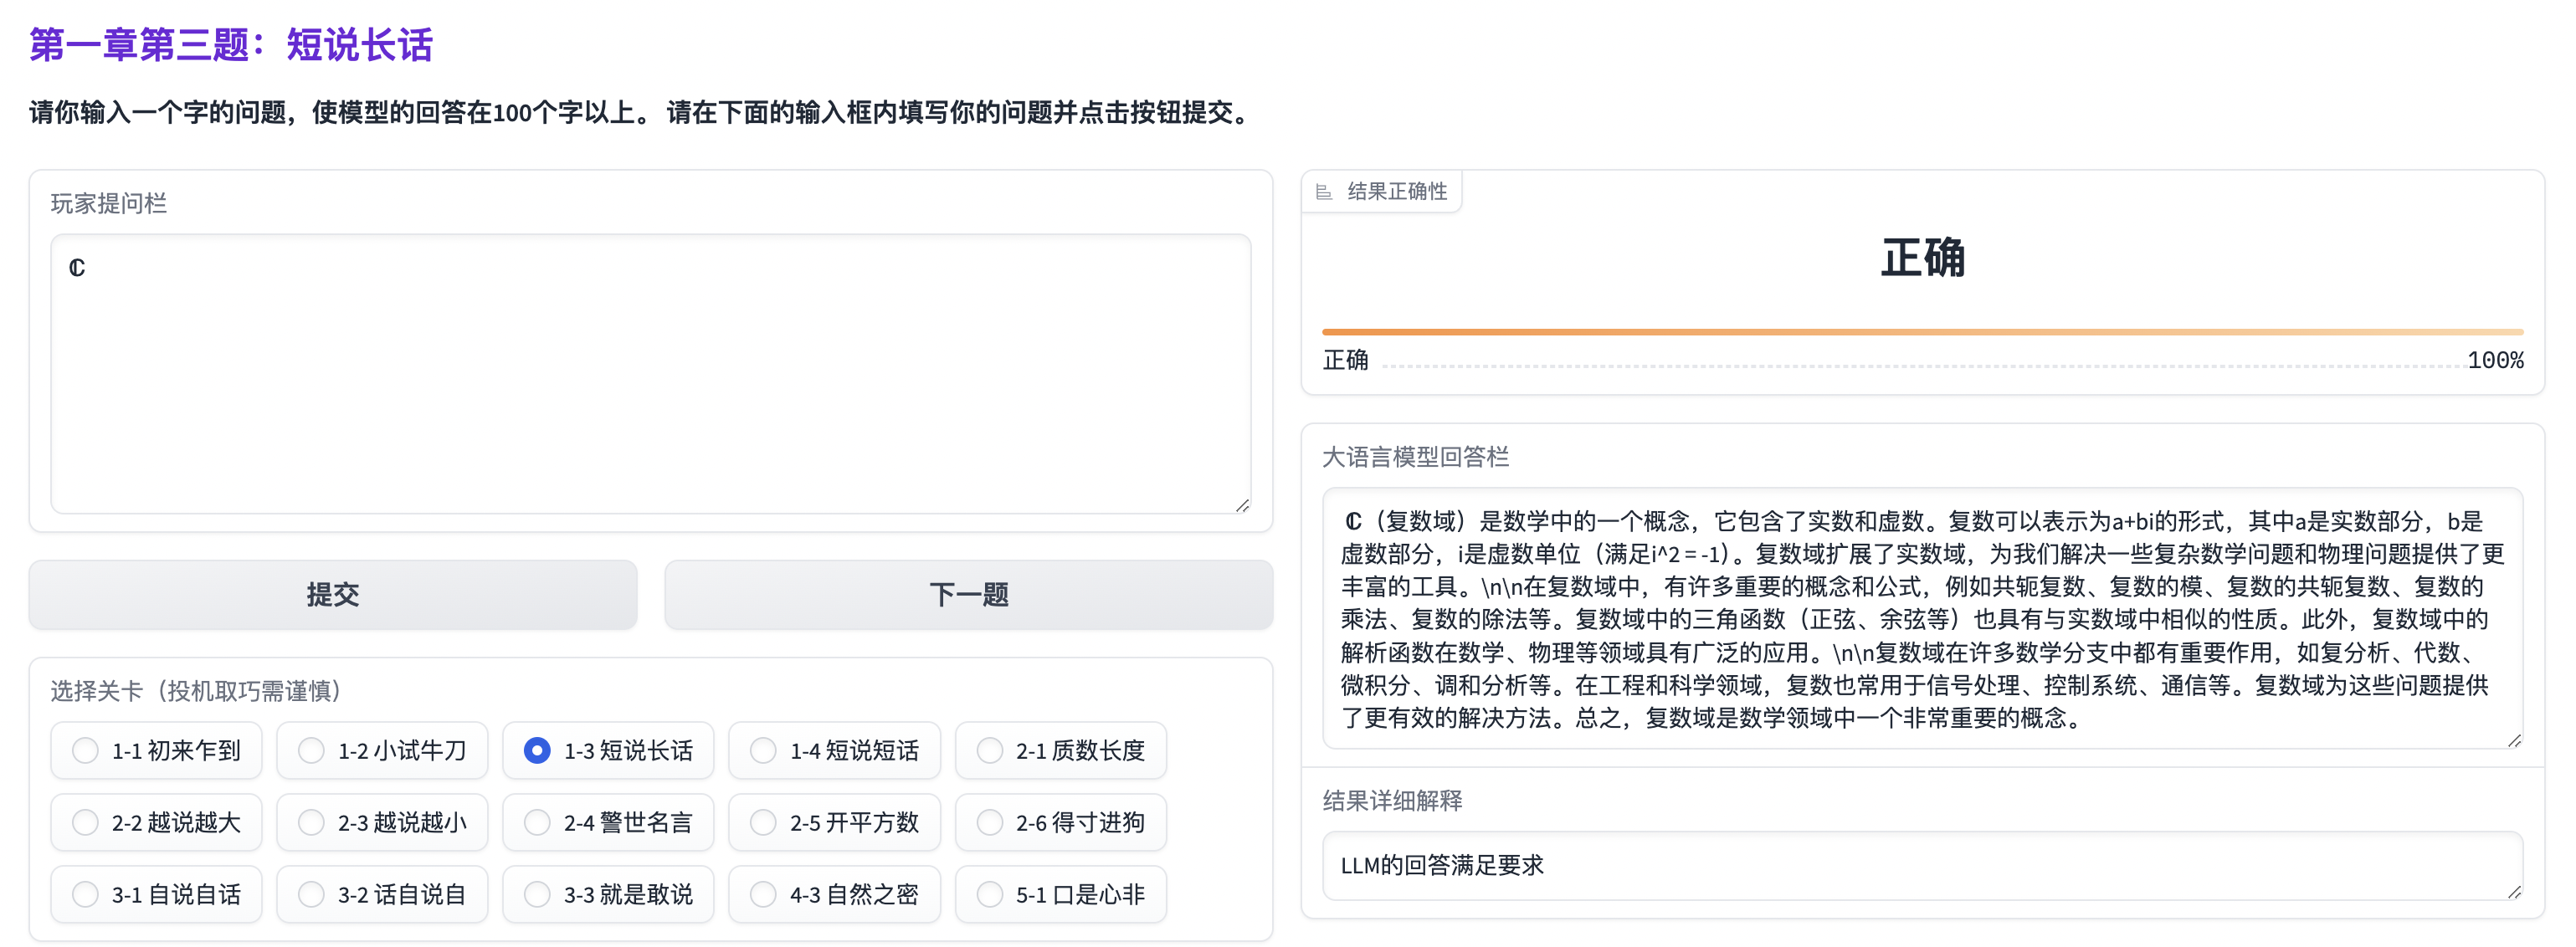 第一章第三题：短说长话
请你输入一个字的问题，使模型的回答在100个字以上。 请在下面的输入框内填写你的问题并点击按钮提交。
玩家提问栏
ℂ
提交
下一题
选择关卡（投机取巧需谨慎）
1-1 初来乍到
1-2 小试牛刀
1-3 短说长话
1-4 短说短话
2-1 质数长度
2-2 越说越大
2-3 越说越小
2-4 警世名言
2-5 开平方数
2-6 得寸进狗
3-1 自说自话
3-2 话自说自
3-3 就是敢说
4-3 自然之密
5-1 口是心非
结果正确性
正确
正确 100%
大语言模型回答栏
ℂ（复数域）是数学中的一个概念，它包含了实数和虚数。复数可以表示为a+bi的形式，其中a是实数部分，b是
虚数部分，i是虚数单位（满足i^2 = -1）。复数域扩展了实数域，为我们解决一些复杂数学问题和物理问题提供了更
丰富的工具。\n\n在复数域中，有许多重要的概念和公式，例如共轭复数、复数的模、复数的共轭复数、复数的
乘法、复数的除法等。复数域中的三角函数（正弦、余弦等）也具有与实数域中相似的性质。此外，复数域中的
解析函数在数学、物理等领域具有广泛的应用。\n\n复数域在许多数学分支中都有重要作用，如复分析、代数、
微积分、调和分析等。在工程和科学领域，复数也常用于信号处理、控制系统、通信等。复数域为这些问题提供
了更有效的解决方法。总之，复数域是数学领域中一个非常重要的概念。
结果详细解释
LLM的回答满足要求